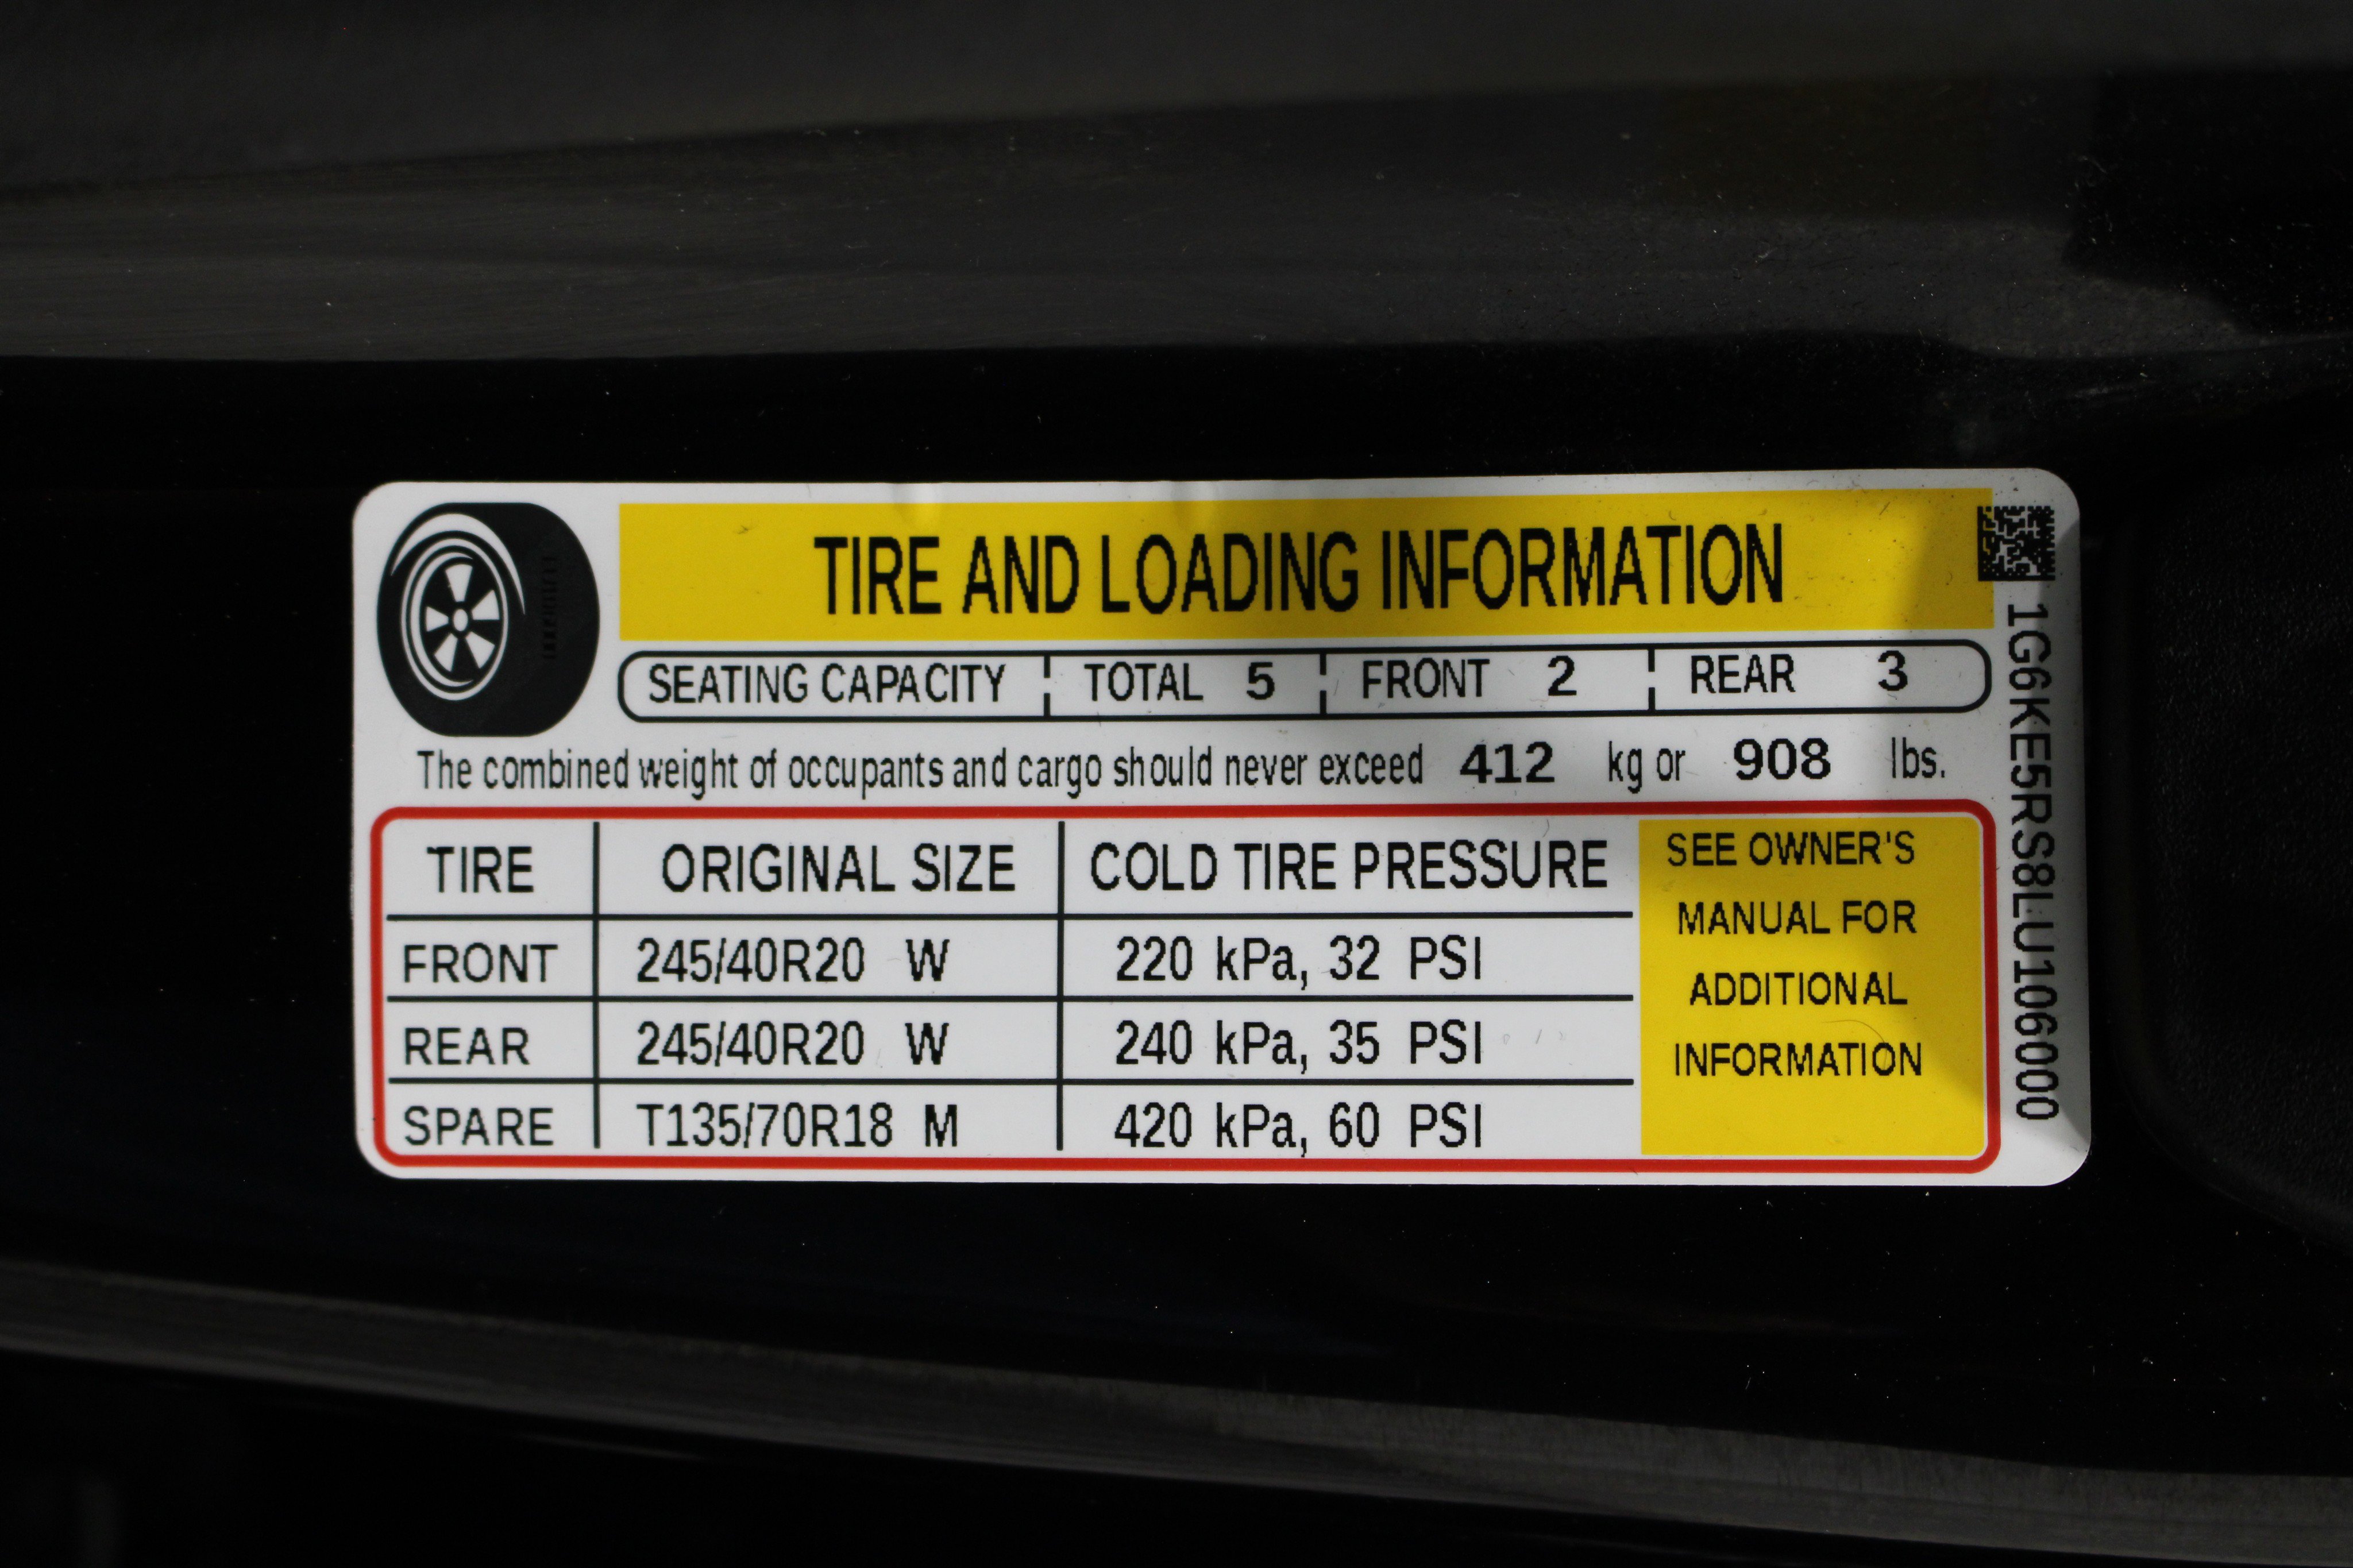 TIRE AND LOADING INFORMATION
SEATING CAPACITY TOTAL 5 FRONT 2 REAR 3
The combined weight of occupants and cargo should never exceed 412 kg or 908 lbs.
TIRE ORIGINAL SIZE COLD TIRE PRESSURE
FRONT 245/40R20 W 220 kPa, 32 PSI
REAR 245/40R20 W 240 kPa, 35 PSI
SPARE T135/70R18 M 420 kPa, 60 PSI
SEE OWNER'S
MANUAL FOR
ADDITIONAL
INFORMATION
1G6KE5RS8LU106000